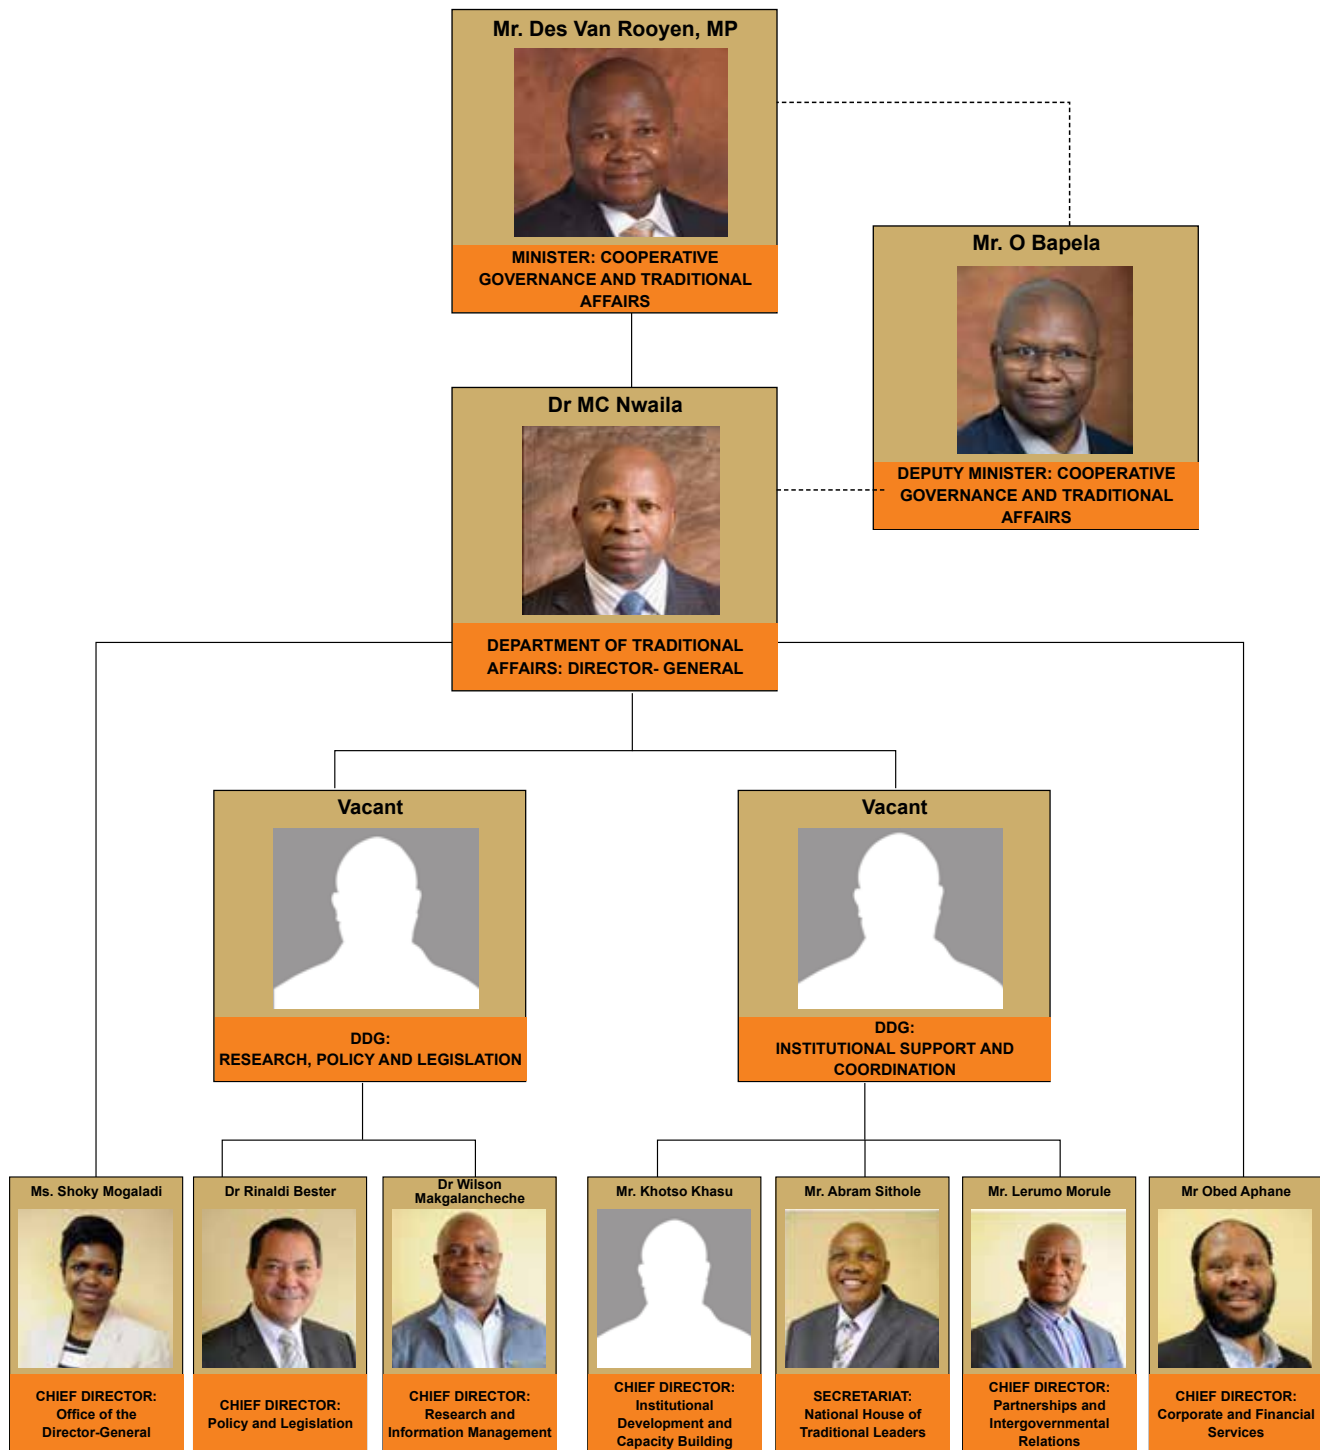 Mr. Des Van Rooyen, MP
MINISTER: COOPERATIVE
GOVERNANCE AND TRADITIONAL
AFFAIRS
Mr. O Bapela
DEPUTY MINISTER: COOPERATIVE
GOVERNANCE AND TRADITIONAL
AFFAIRS
Dr MC Nwaila
DEPARTMENT OF TRADITIONAL
AFFAIRS: DIRECTOR- GENERAL
Vacant
DDG:
RESEARCH, POLICY AND LEGISLATION
Vacant
DDG:
INSTITUTIONAL SUPPORT AND
COORDINATION
Ms. Shoky Mogaladi
CHIEF DIRECTOR:
Office of the
Director-General
Dr Rinaldi Bester
CHIEF DIRECTOR:
Policy and Legislation
Dr Wilson
Makgalancheche
CHIEF DIRECTOR:
Research and
Information Management
Mr. Khotso Khasu
CHIEF DIRECTOR:
Institutional
Development and
Capacity Building
Mr. Abram Sithole
SECRETARIAT:
National House of
Traditional Leaders
Mr. Lerumo Morule
CHIEF DIRECTOR:
Partnerships and
Intergovernmental
Relations
Mr Obed Aphane
CHIEF DIRECTOR:
Corporate and Financial
Services